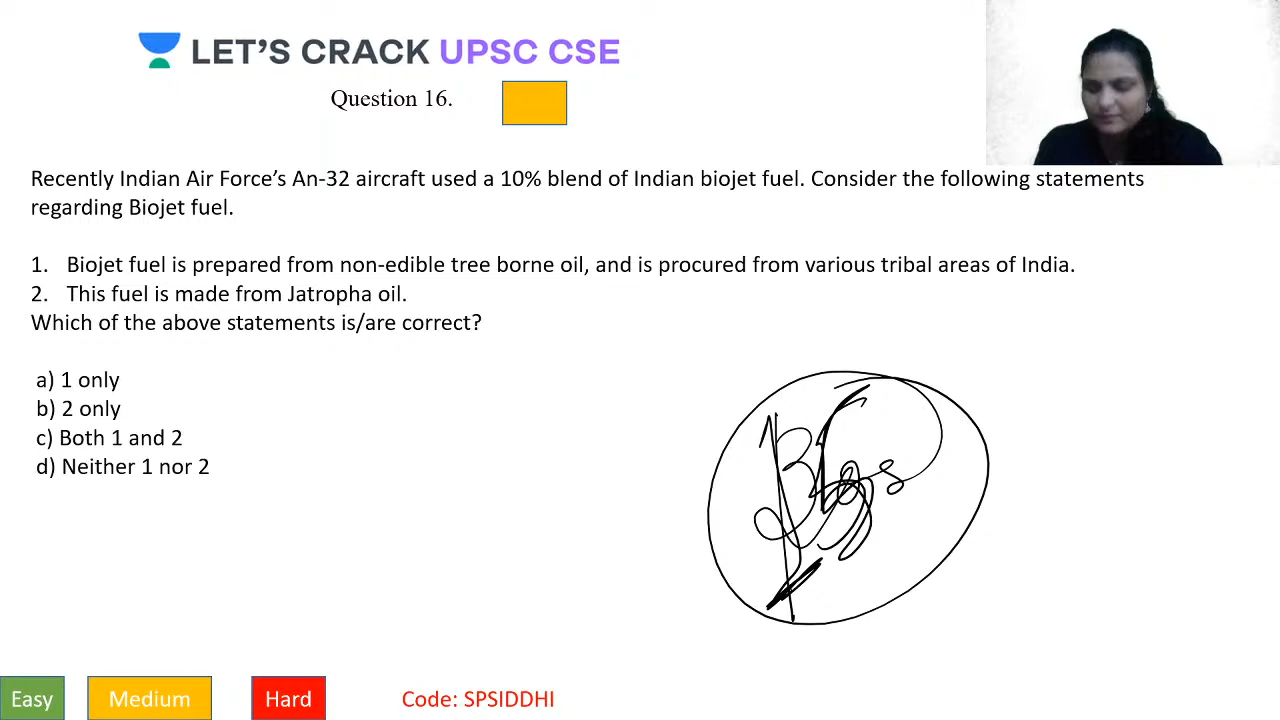 LET'S CRACK UPSC CSE
Question 16.
Recently Indian Air Force's An-32 aircraft used a 10% blend of Indian biojet fuel. Consider the following statements
regarding Biojet fuel.
1. Biojet fuel is prepared from non-edible tree borne oil, and is procured from various tribal areas of India.
2. This fuel is made from Jatropha oil.
Which of the above statements is/are correct?
a) 1 only
b) 2 only
c) Both 1 and 2
d) Neither 1 nor 2
Easy Medium Hard Code: SPSIDDHI